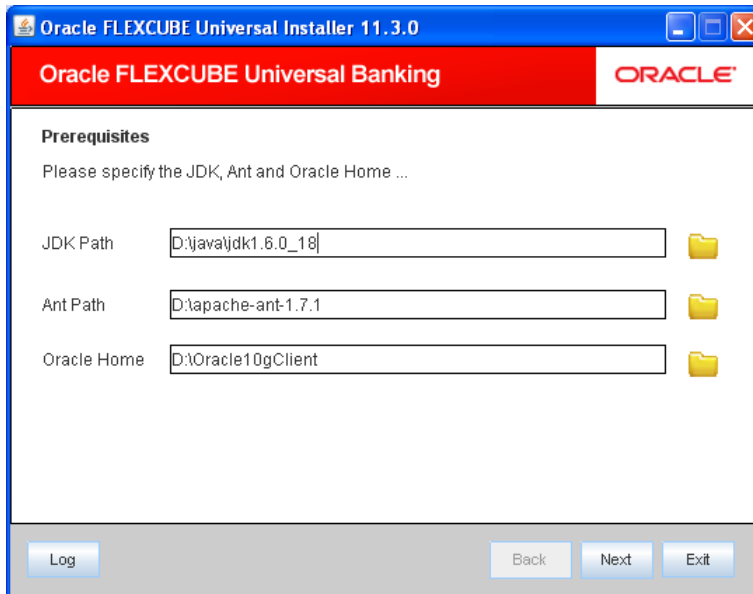 Oracle FLEXCUBE Universal Installer 11.3.0
Oracle FLEXCUBE Universal Banking ORACLE
Prerequisites
Please specify the JDK, Ant and Oracle Home ...
JDK Path D:\java\jdk1.6.0_18
Ant Path D:\apache-ant-1.7.1
Oracle Home D:\Oracle10gClient
Log Back Next Exit